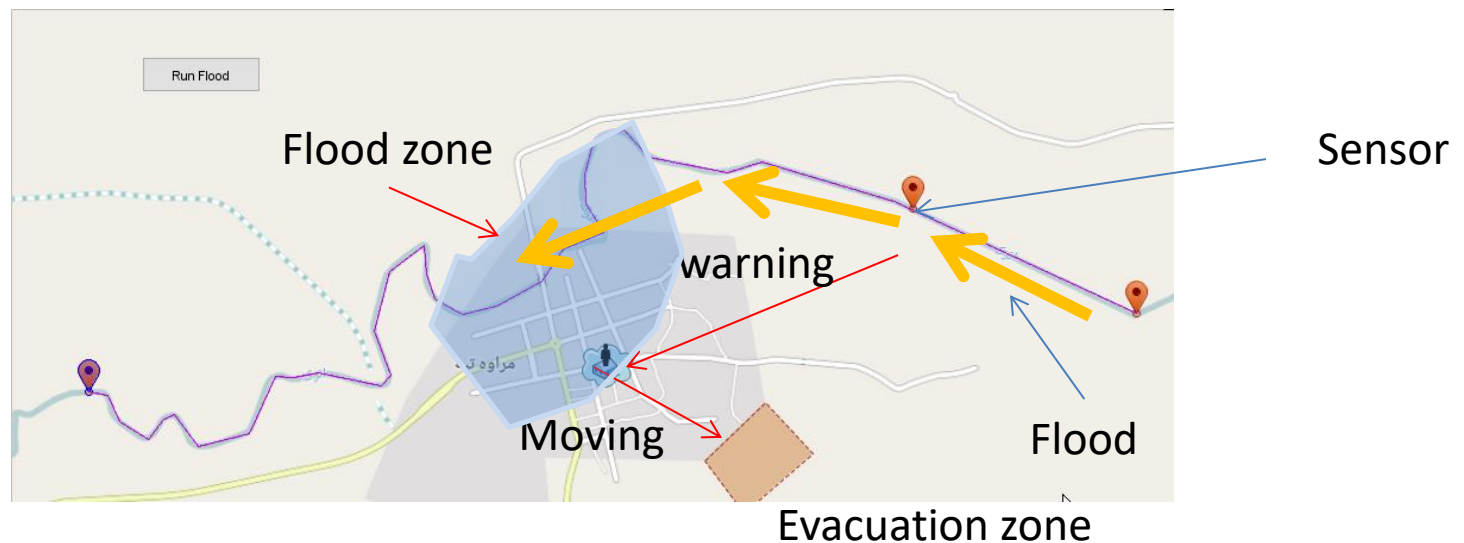 Run Flood
Flood zone
Sensor
warning
مراوه تپه
Moving
Flood
Evacuation zone